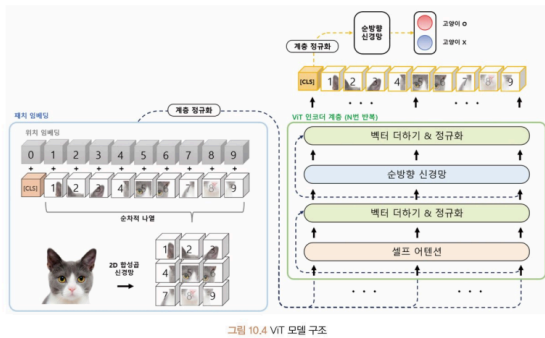 순방향
신경망
고양이 O
고양이 X
계층 정규화
[CLS] 1 2 3 4 5 6 7 8 9
패치 임베딩
계층 정규화
ViT 인코더 계층 (N번 반복)
위치 임베딩
0 1 2 3 4 5 6 7 8 9
+ + + + + + + + + +
[CLS] 1 2 3 4 5 6 7 8 9
순차적 나열
2D 합성곱
신경망
1 2 3
4 5 6
7 8 9
벡터 더하기 & 정규화
순방향 신경망
벡터 더하기 & 정규화
셀프 어텐션
그림 10.4 ViT 모델 구조